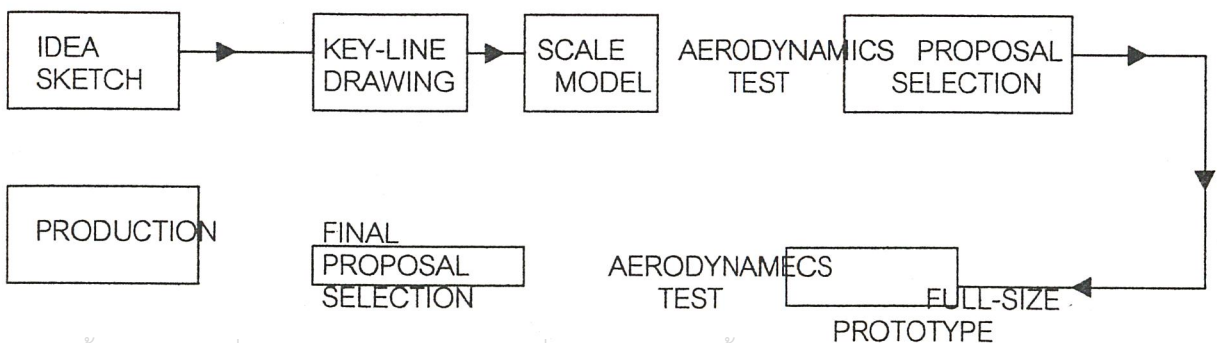 IDEA
SKETCH
KEY-LINE
DRAWING
SCALE
MODEL
AERODYNAMICS
TEST
PROPOSAL
SELECTION
PRODUCTION
FINAL
PROPOSAL
SELECTION
AERODYNAMECS
TEST
FULL-SIZE
PROTOTYPE